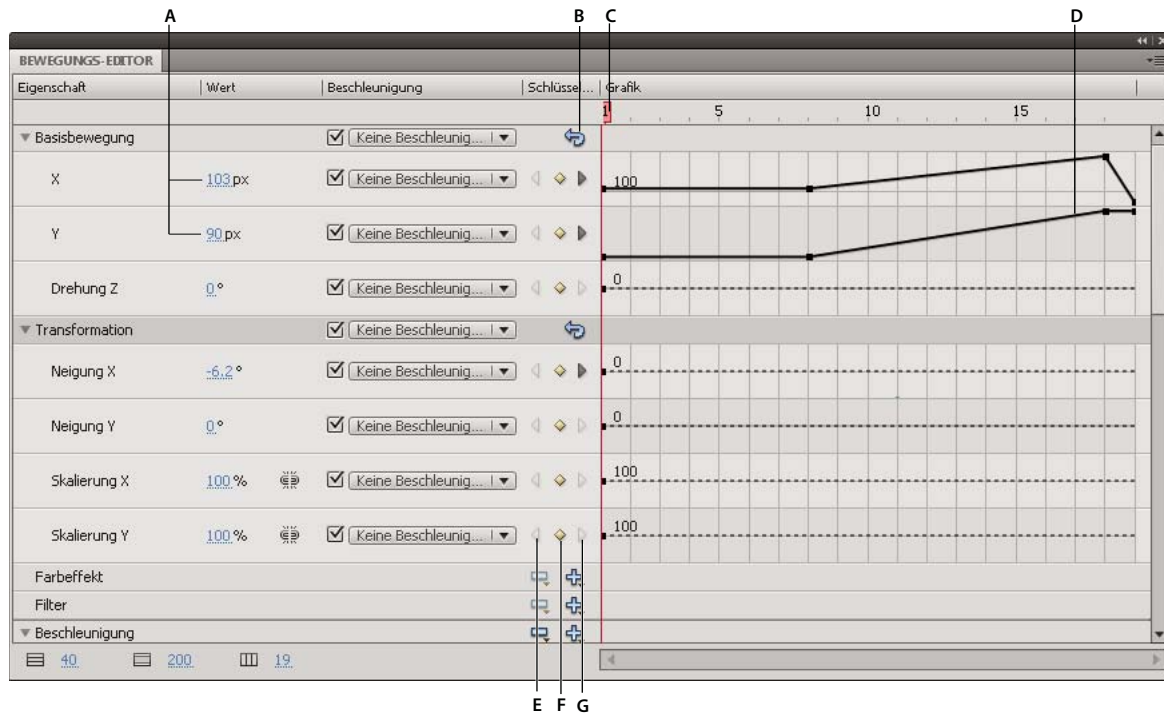 A B C D
BEWEGUNGS-EDITOR
Eigenschaft Wert Beschleunigung Schlüssel... Grafik
1 5 10 15
Basisbewegung Keine Beschleunig...
X 103 px Keine Beschleunig... 100
Y 90 px Keine Beschleunig...
Drehung Z 0° Keine Beschleunig... 0
Transformation Keine Beschleunig...
Neigung X -6,2° Keine Beschleunig... 0
Neigung Y 0° Keine Beschleunig... 0
Skalierung X 100 % Keine Beschleunig... 100
Skalierung Y 100 % Keine Beschleunig... 100
Farbeffekt
Filter
Beschleunigung
40 200 19
E F G